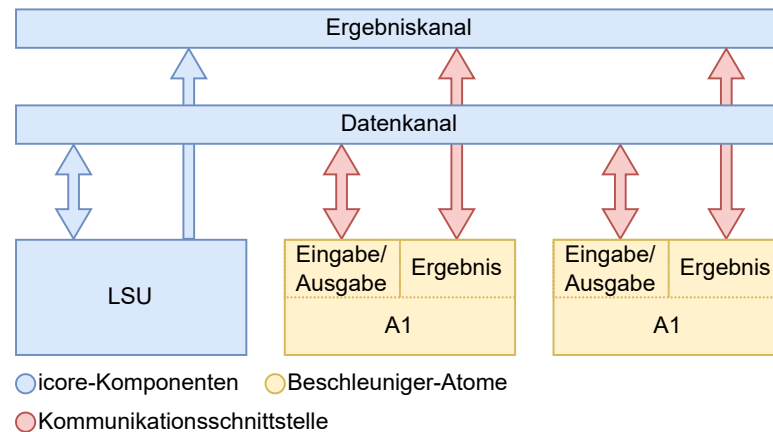 Ergebniskanal
Datenkanal
LSU
Eingabe/
Ausgabe
Ergebnis
A1
Eingabe/
Ausgabe
Ergebnis
A1
icore-Komponenten
Beschleuniger-Atome
Kommunikationsschnittstelle